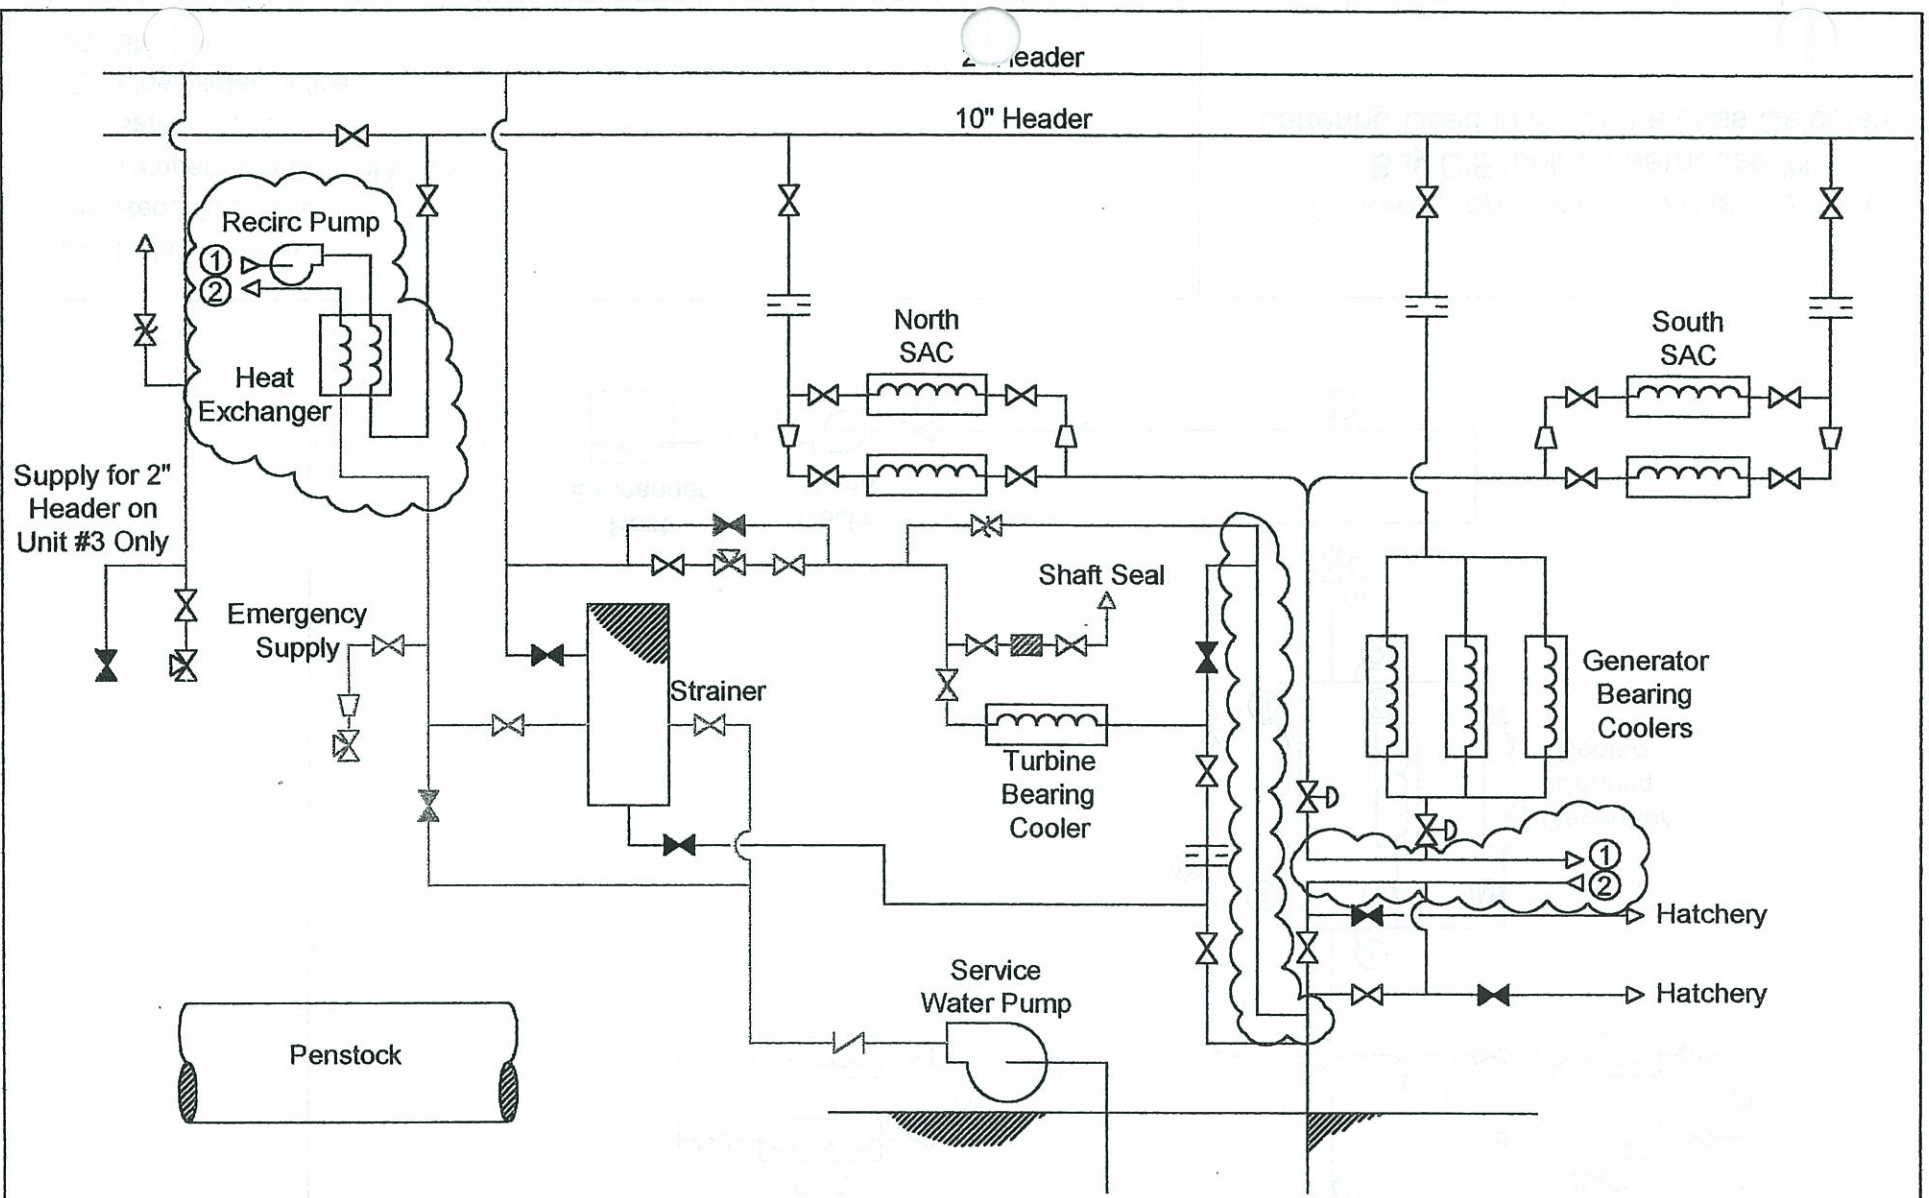 Header
10" Header
Recirc Pump
1
2
Heat
Exchanger
North
SAC
South
SAC
Supply for 2"
Header on
Unit #3 Only
Emergency
Supply
Strainer
Shaft Seal
Turbine
Bearing
Cooler
Generator
Bearing
Coolers
1
2
Hatchery
Hatchery
Service
Water Pump
Penstock